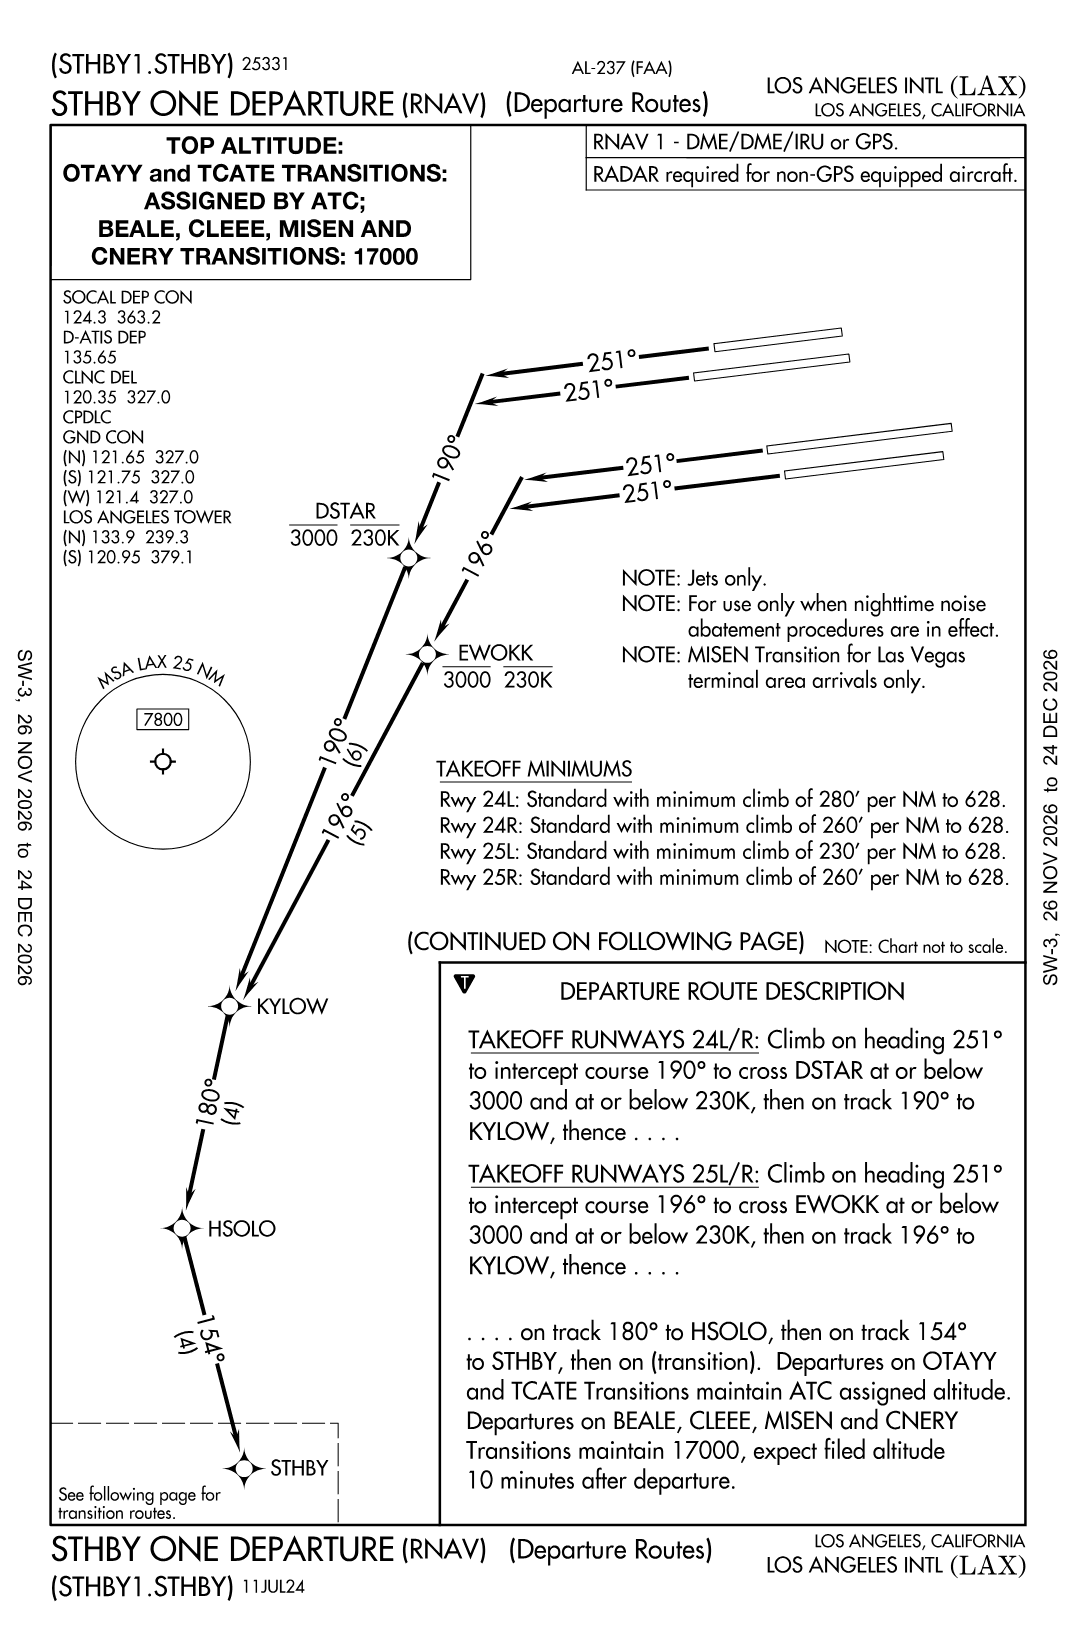 (STHBY1.STHBY) 25331
AL-237 (FAA)
LOS ANGELES INTL (LAX)
STHBY ONE DEPARTURE (RNAV) (Departure Routes)
LOS ANGELES, CALIFORNIA
TOP ALTITUDE:
OTAYY and TCATE TRANSITIONS:
ASSIGNED BY ATC;
BEALE, CLEEE, MISEN AND
CNERY TRANSITIONS: 17000
RNAV 1 - DME/DME/IRU or GPS.
RADAR required for non-GPS equipped aircraft.
SOCAL DEP CON
124.3 363.2
D-ATIS DEP
135.65
CLNC DEL
120.35 327.0
CPDLC
GND CON
(N) 121.65 327.0
(S) 121.75 327.0
(W) 121.4 327.0
LOS ANGELES TOWER
(N) 133.9 239.3
(S) 120.95 379.1
251°
251°
190°
251°
251°
196°
DSTAR
3000 230K
EWOKK
3000 230K
NOTE: Jets only.
NOTE: For use only when nighttime noise
abatement procedures are in effect.
NOTE: MISEN Transition for Las Vegas
terminal area arrivals only.
MSA LAX 25 NM
7800
190°
(6)
196°
(5)
TAKEOFF MINIMUMS
Rwy 24L: Standard with minimum climb of 280' per NM to 628.
Rwy 24R: Standard with minimum climb of 260' per NM to 628.
Rwy 25L: Standard with minimum climb of 230' per NM to 628.
Rwy 25R: Standard with minimum climb of 260' per NM to 628.
(CONTINUED ON FOLLOWING PAGE)
NOTE: Chart not to scale.
KYLOW
180°
(4)
HSOLO
154°
(4)
STHBY
See following page for
transition routes.
T
DEPARTURE ROUTE DESCRIPTION
TAKEOFF RUNWAYS 24L/R: Climb on heading 251°
to intercept course 190° to cross DSTAR at or below
3000 and at or below 230K, then on track 190° to
KYLOW, thence . . . .
TAKEOFF RUNWAYS 25L/R: Climb on heading 251°
to intercept course 196° to cross EWOKK at or below
3000 and at or below 230K, then on track 196° to
KYLOW, thence . . . .
. . . . on track 180° to HSOLO, then on track 154°
to STHBY, then on (transition). Departures on OTAYY
and TCATE Transitions maintain ATC assigned altitude.
Departures on BEALE, CLEEE, MISEN and CNERY
Transitions maintain 17000, expect filed altitude
10 minutes after departure.
SW-3, 26 NOV 2026 to 24 DEC 2026
SW-3, 26 NOV 2026 to 24 DEC 2026
STHBY ONE DEPARTURE (RNAV) (Departure Routes)
LOS ANGELES, CALIFORNIA
LOS ANGELES INTL (LAX)
(STHBY1.STHBY) 11JUL24